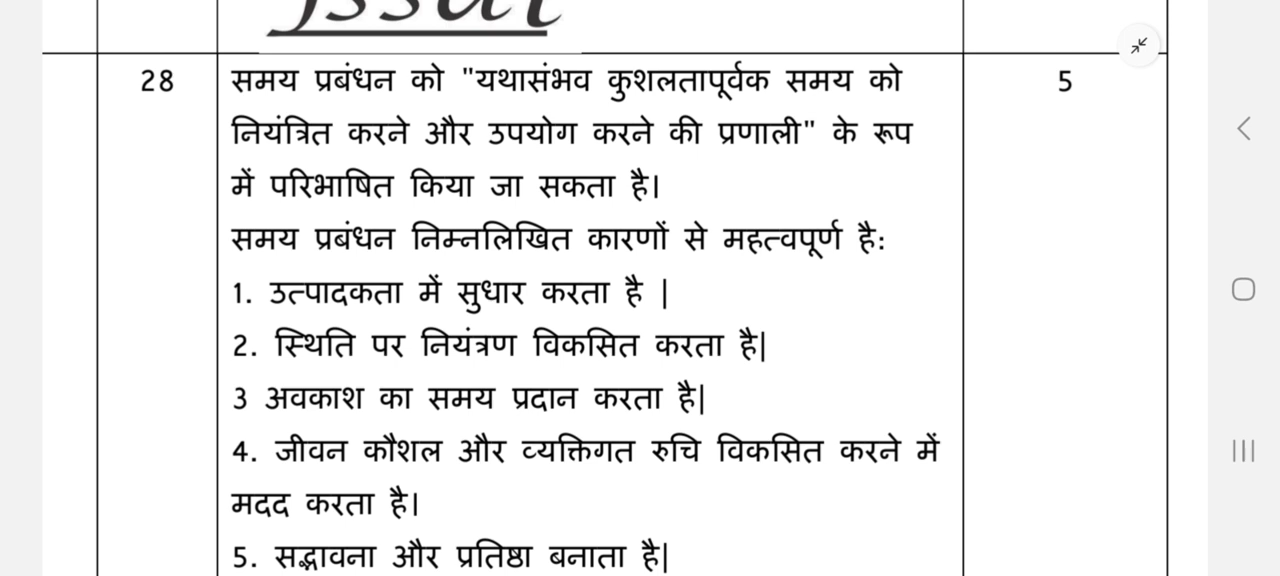 28
समय प्रबंधन को "यथासंभव कुशलतापूर्वक समय को
5
नियंत्रित करने और उपयोग करने की प्रणाली" के रूप
में परिभाषित किया जा सकता है।
समय प्रबंधन निम्नलिखित कारणों से महत्वपूर्ण है:
1. उत्पादकता में सुधार करता है |
2. स्थिति पर नियंत्रण विकसित करता है|
3 अवकाश का समय प्रदान करता है|
4. जीवन कौशल और व्यक्तिगत रुचि विकसित करने में
मदद करता है।
5. सद्भावना और प्रतिष्ठा बनाता है|